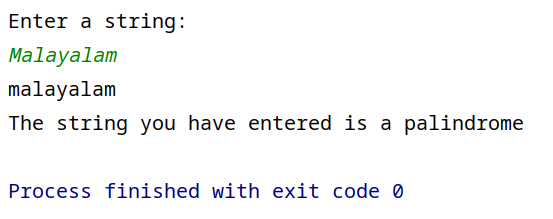 Enter a string:
Malayalam
malayalam
The string you have entered is a palindrome
Process finished with exit code 0